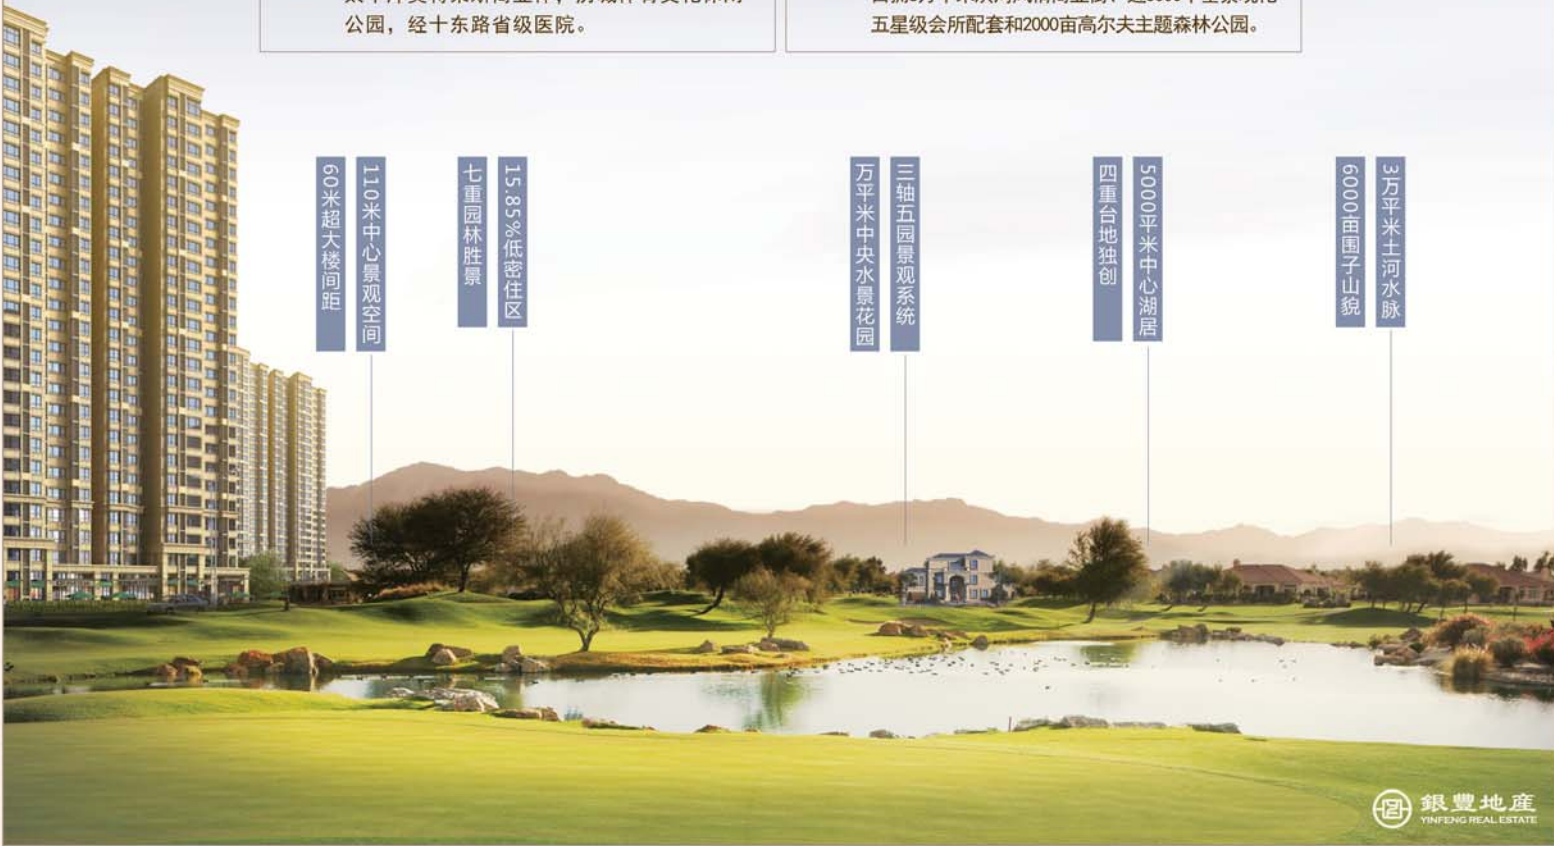 公园，经十东路省级医院。
五星级会所配套和2000亩高尔夫主题森林公园。
110米中心景观空间
60米超大楼间距
15.85%低密住区
七重园林胜景
三轴五园景观系统
万平米中央水景花园
5000平米中心湖居
四重台地独创
3万平米土河水脉
6000亩围子山貌
銀豐地産
YINFENG REAL ESTATE